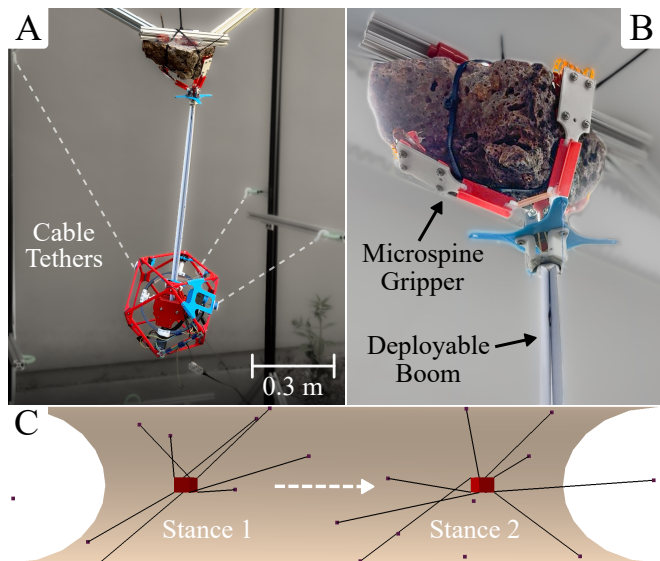 A
Cable
Tethers
0.3 m
B
Microspine
Gripper
Deployable
Boom
C
Stance 1
Stance 2